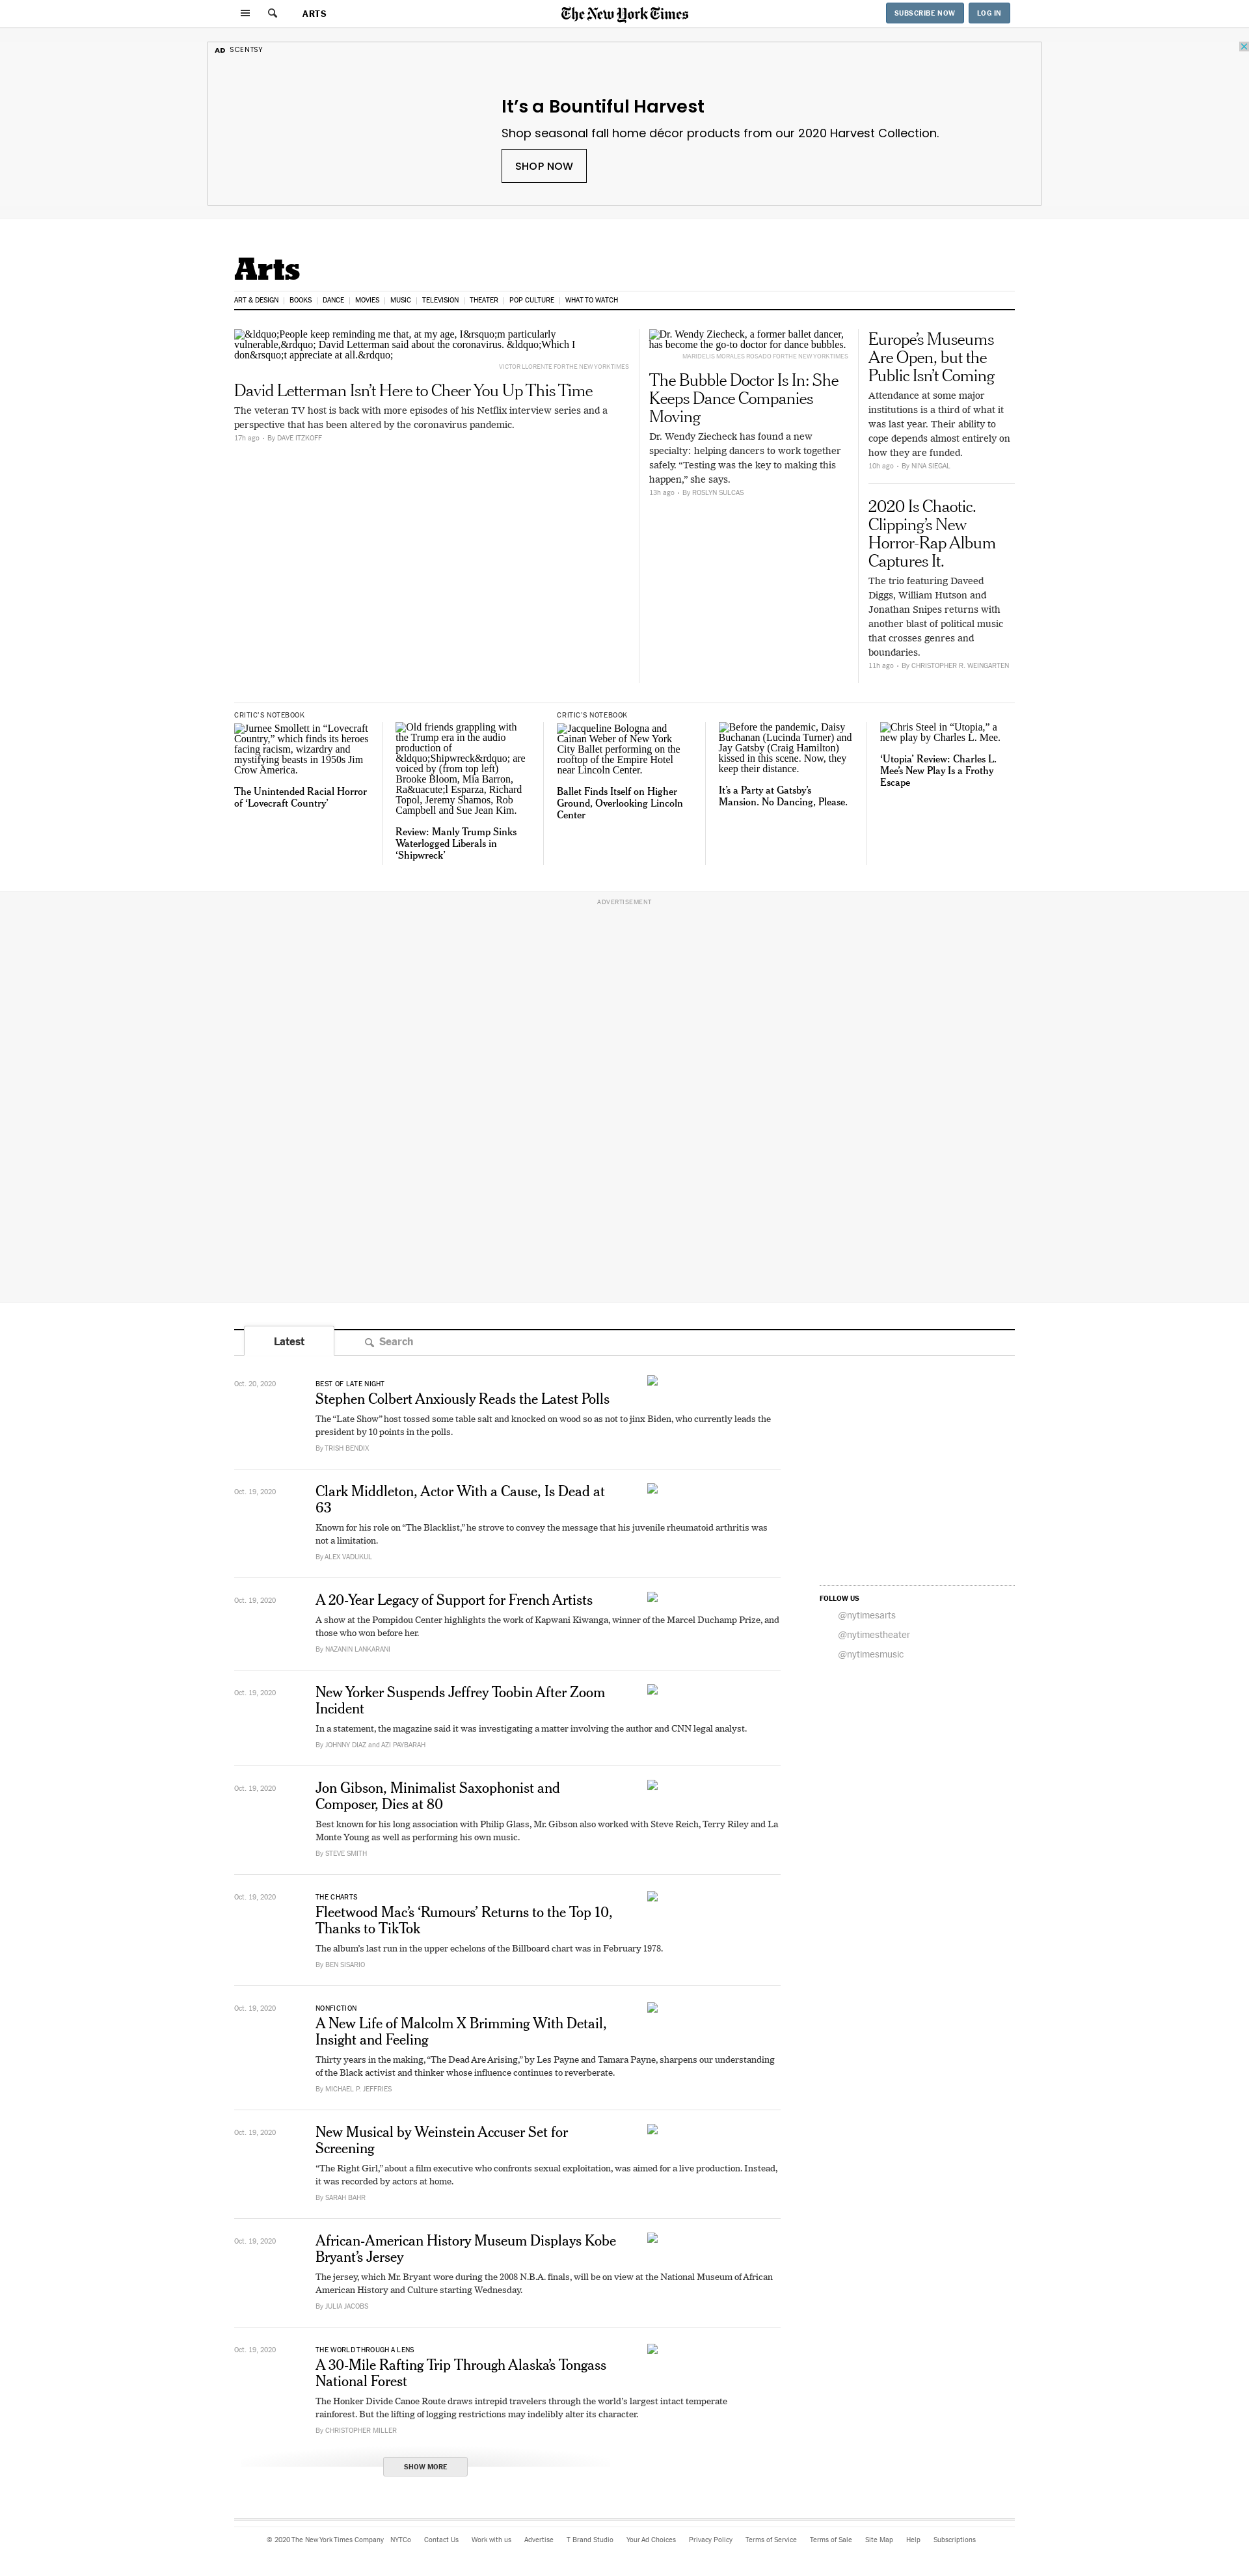 ARTS
The New York Times
SUBSCRIBE NOW
LOG IN
AD SCENTSY
It’s a Bountiful Harvest
Shop seasonal fall home décor products from our 2020 Harvest Collection.
SHOP NOW
Arts
ART & DESIGN | BOOKS | DANCE | MOVIES | MUSIC | TELEVISION | THEATER | POP CULTURE | WHAT TO WATCH
&ldquo;People keep reminding me that, at my age, I&rsquo;m particularly
vulnerable,&rdquo; David Letterman said about the coronavirus. &ldquo;Which I
don&rsquo;t appreciate at all.&rdquo;
VICTOR LLORENTE FOR THE NEW YORK TIMES
David Letterman Isn’t Here to Cheer You Up This Time
The veteran TV host is back with more episodes of his Netflix interview series and a
perspective that has been altered by the coronavirus pandemic.
17h ago • By DAVE ITZKOFF
Dr. Wendy Ziecheck, a former ballet dancer,
has become the go-to doctor for dance bubbles.
MARIDELIS MORALES ROSADO FOR THE NEW YORK TIMES
The Bubble Doctor Is In: She
Keeps Dance Companies
Moving
Dr. Wendy Ziecheck has found a new
specialty: helping dancers to work together
safely. “Testing was the key to making this
happen,” she says.
13h ago • By ROSLYN SULCAS
Europe’s Museums
Are Open, but the
Public Isn’t Coming
Attendance at some major
institutions is a third of what it
was last year. Their ability to
cope depends almost entirely on
how they are funded.
10h ago • By NINA SIEGAL
2020 Is Chaotic.
Clipping’s New
Horror-Rap Album
Captures It.
The trio featuring Daveed
Diggs, William Hutson and
Jonathan Snipes returns with
another blast of political music
that crosses genres and
boundaries.
11h ago • By CHRISTOPHER R. WEINGARTEN
CRITIC’S NOTEBOOK
Jurnee Smollett in “Lovecraft
Country,” which finds its heroes
facing racism, wizardry and
mystifying beasts in 1950s Jim
Crow America.
The Unintended Racial Horror
of ‘Lovecraft Country’
Old friends grappling with
the Trump era in the audio
production of
&ldquo;Shipwreck&rdquo; are
voiced by (from top left)
Brooke Bloom, Mia Barron,
Ra&uacute;l Esparza, Richard
Topol, Jeremy Shamos, Rob
Campbell and Sue Jean Kim.
Review: Manly Trump Sinks
Waterlogged Liberals in
‘Shipwreck’
CRITIC’S NOTEBOOK
Jacqueline Bologna and
Cainan Weber of New York
City Ballet performing on the
rooftop of the Empire Hotel
near Lincoln Center.
Ballet Finds Itself on Higher
Ground, Overlooking Lincoln
Center
Before the pandemic, Daisy
Buchanan (Lucinda Turner) and
Jay Gatsby (Craig Hamilton)
kissed in this scene. Now, they
keep their distance.
It’s a Party at Gatsby’s
Mansion. No Dancing, Please.
Chris Steel in “Utopia,” a
new play by Charles L. Mee.
‘Utopia’ Review: Charles L.
Mee’s New Play Is a Frothy
Escape
ADVERTISEMENT
Latest
Search
Oct. 20, 2020
BEST OF LATE NIGHT
Stephen Colbert Anxiously Reads the Latest Polls
The “Late Show” host tossed some table salt and knocked on wood so as not to jinx Biden, who currently leads the
president by 10 points in the polls.
By TRISH BENDIX
Oct. 19, 2020
Clark Middleton, Actor With a Cause, Is Dead at
63
Known for his role on “The Blacklist,” he strove to convey the message that his juvenile rheumatoid arthritis was
not a limitation.
By ALEX VADUKUL
Oct. 19, 2020
A 20-Year Legacy of Support for French Artists
A show at the Pompidou Center highlights the work of Kapwani Kiwanga, winner of the Marcel Duchamp Prize, and
those who won before her.
By NAZANIN LANKARANI
Oct. 19, 2020
New Yorker Suspends Jeffrey Toobin After Zoom
Incident
In a statement, the magazine said it was investigating a matter involving the author and CNN legal analyst.
By JOHNNY DIAZ and AZI PAYBARAH
Oct. 19, 2020
Jon Gibson, Minimalist Saxophonist and
Composer, Dies at 80
Best known for his long association with Philip Glass, Mr. Gibson also worked with Steve Reich, Terry Riley and La
Monte Young as well as performing his own music.
By STEVE SMITH
Oct. 19, 2020
THE CHARTS
Fleetwood Mac’s ‘Rumours’ Returns to the Top 10,
Thanks to TikTok
The album’s last run in the upper echelons of the Billboard chart was in February 1978.
By BEN SISARIO
Oct. 19, 2020
NONFICTION
A New Life of Malcolm X Brimming With Detail,
Insight and Feeling
Thirty years in the making, “The Dead Are Arising,” by Les Payne and Tamara Payne, sharpens our understanding
of the Black activist and thinker whose influence continues to reverberate.
By MICHAEL P. JEFFRIES
Oct. 19, 2020
New Musical by Weinstein Accuser Set for
Screening
“The Right Girl,” about a film executive who confronts sexual exploitation, was aimed for a live production. Instead,
it was recorded by actors at home.
By SARAH BAHR
Oct. 19, 2020
African-American History Museum Displays Kobe
Bryant’s Jersey
The jersey, which Mr. Bryant wore during the 2008 N.B.A. finals, will be on view at the National Museum of African
American History and Culture starting Wednesday.
By JULIA JACOBS
Oct. 19, 2020
THE WORLD THROUGH A LENS
A 30-Mile Rafting Trip Through Alaska’s Tongass
National Forest
The Honker Divide Canoe Route draws intrepid travelers through the world’s largest intact temperate
rainforest. But the lifting of logging restrictions may indelibly alter its character.
By CHRISTOPHER MILLER
SHOW MORE
FOLLOW US
@nytimesarts
@nytimestheater
@nytimesmusic
© 2020 The New York Times Company NYTCo Contact Us Work with us Advertise T Brand Studio Your Ad Choices Privacy Policy Terms of Service Terms of Sale Site Map Help Subscriptions